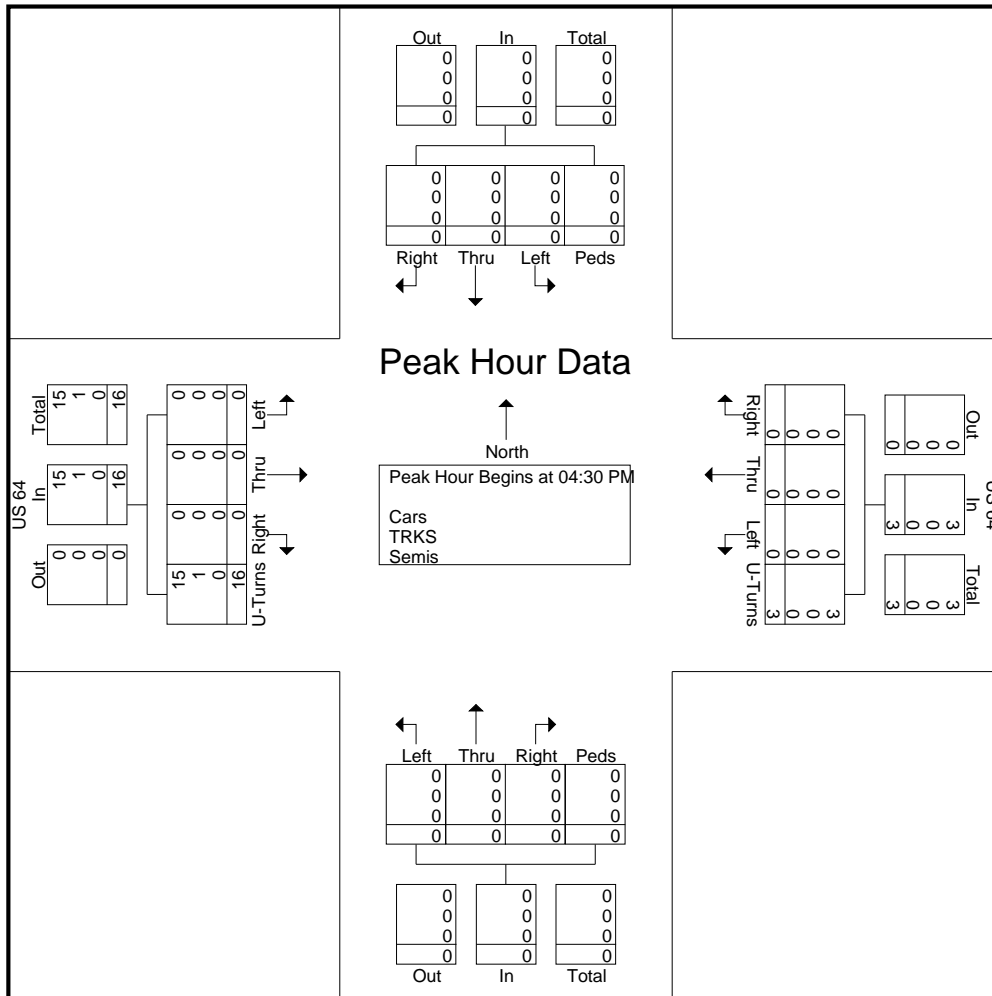 Out In Total
0 0 0
0 0 0
0 0 0
0 0 0
0 0 0 0
0 0 0 0
0 0 0 0
0 0 0 0
Right Thru Left Peds
Peak Hour Data
US 64
Out In Total
0 15 15
0 1 1
0 0 0
0 16 16
15 0 0 0
1 0 0 0
0 0 0 0
16 0 0 0
U-Turns Right Thru Left
North
Peak Hour Begins at 04:30 PM
Cars
TRKS
Semis
US 64
Out In Total
0 3 3
0 0 0
0 0 0
0 3 3
0 0 0 3
0 0 0 0
0 0 0 0
0 0 0 3
Right Thru Left U-Turns
Left Thru Right Peds
0 0 0 0
0 0 0 0
0 0 0 0
0 0 0 0
0 0 0
0 0 0
0 0 0
0 0 0
Out In Total